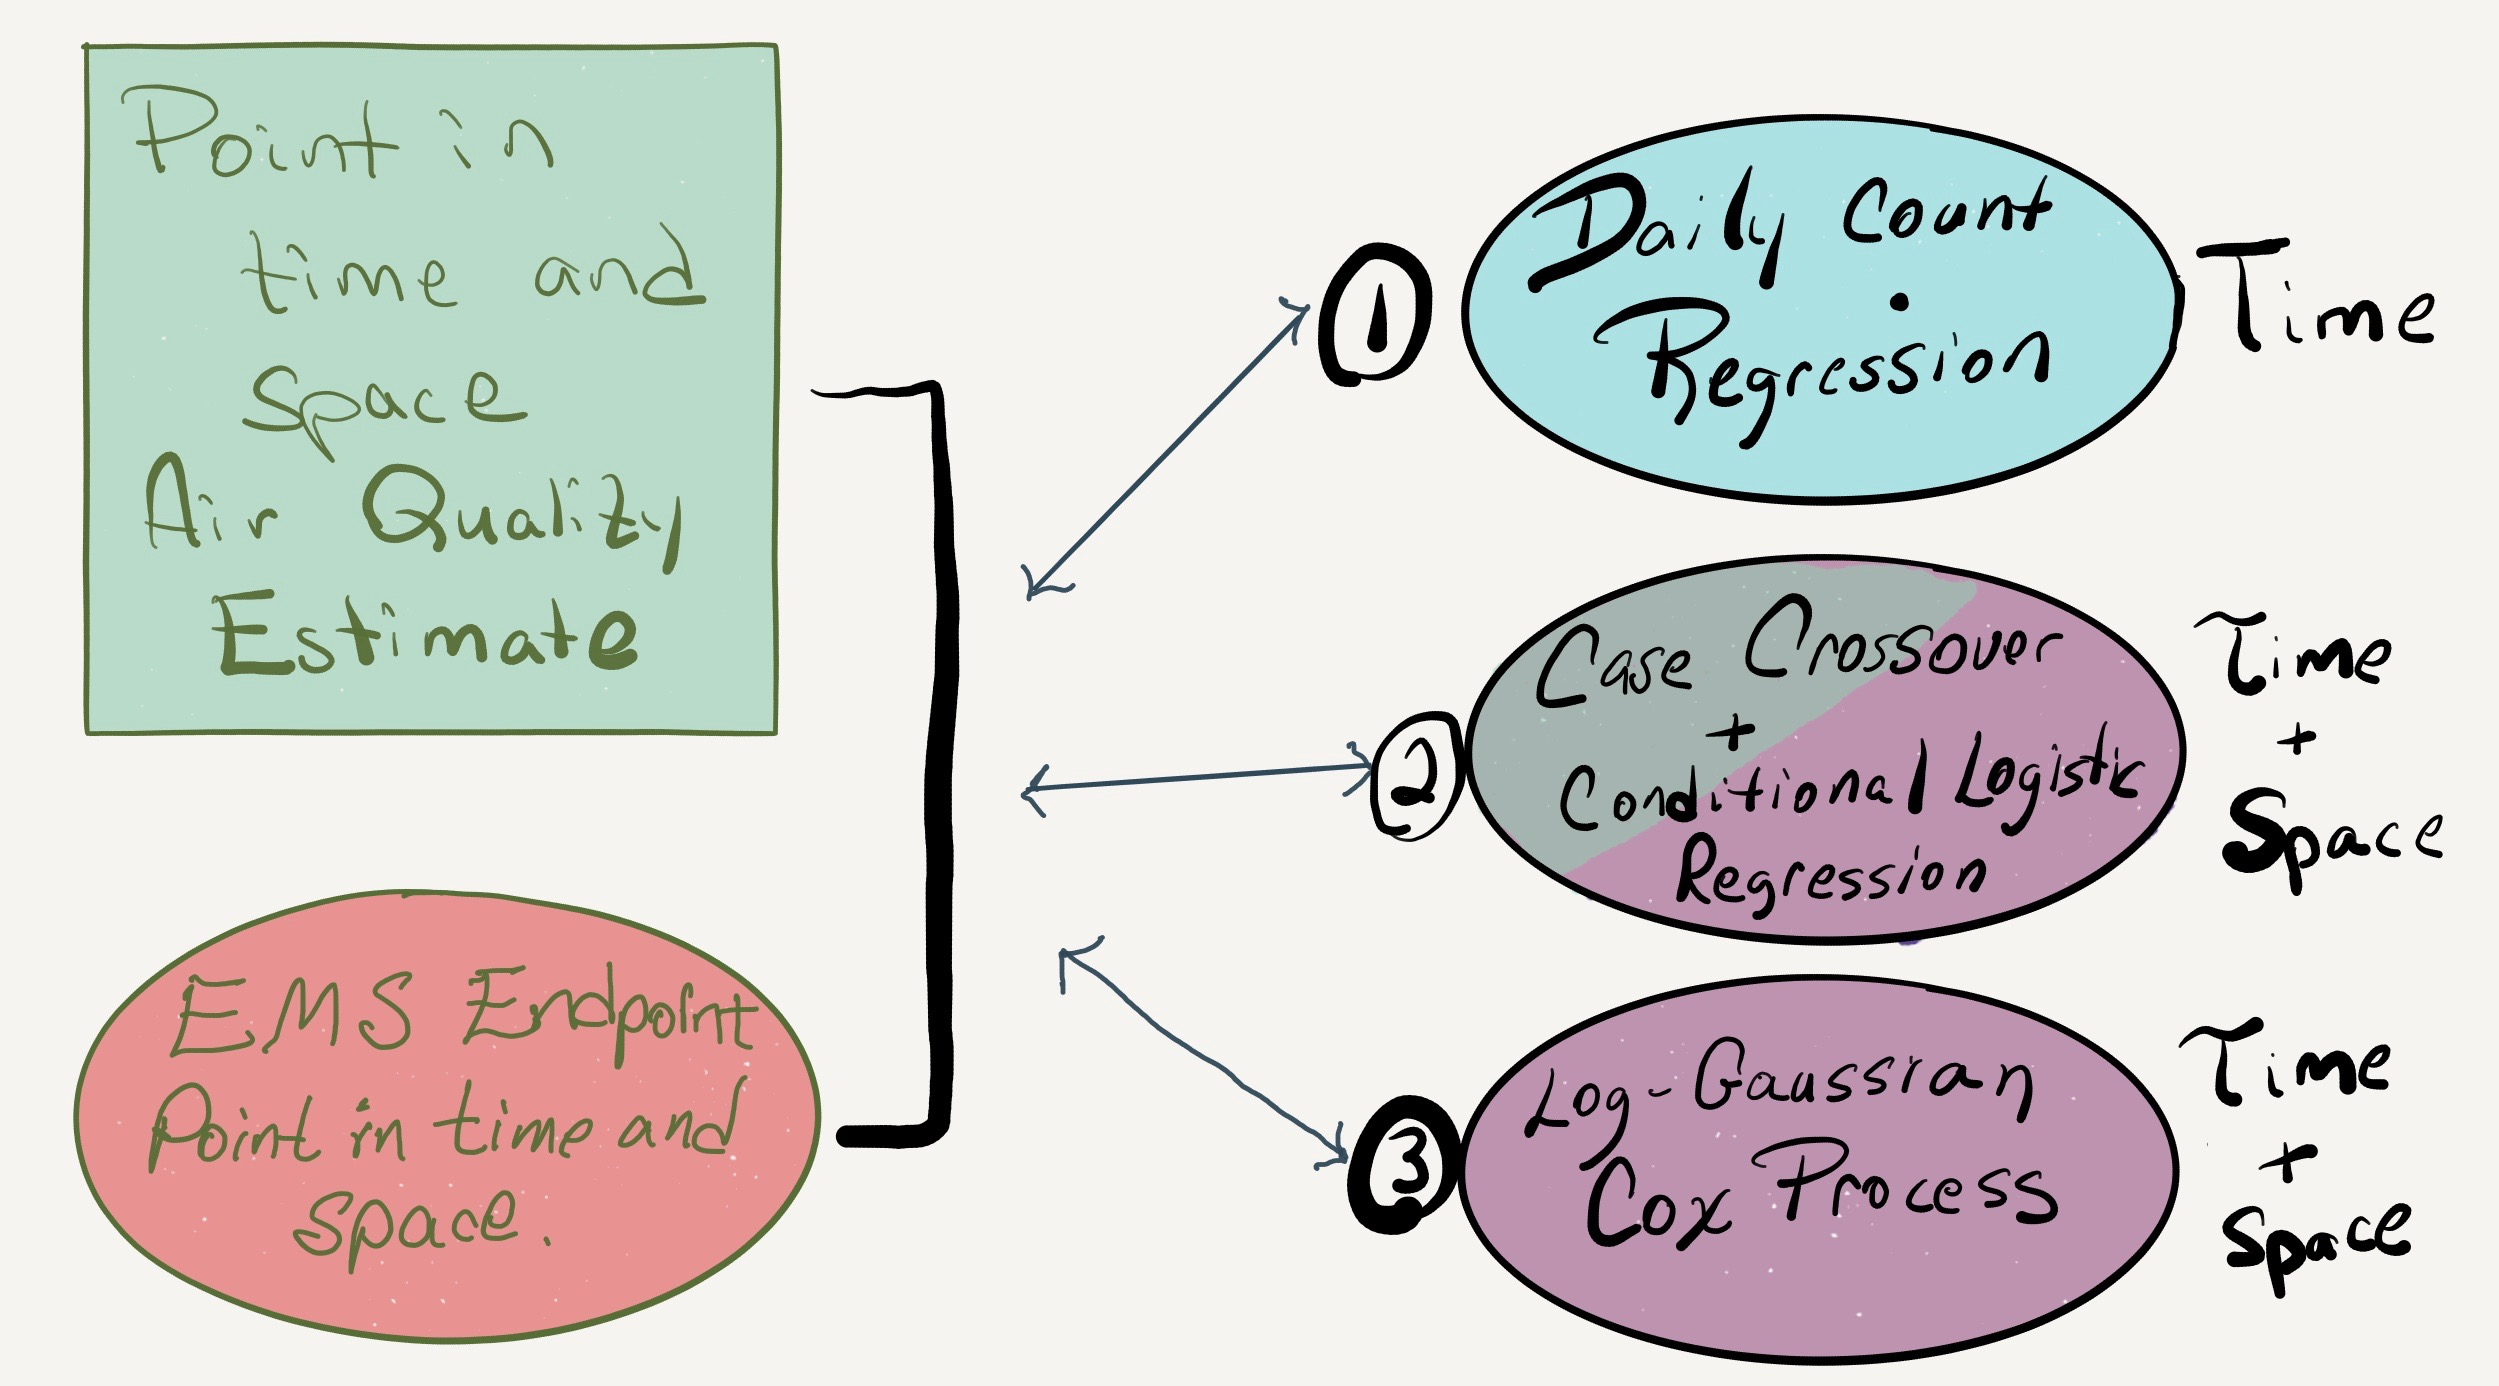 Point in
time and
Space
Air Quality
Estimate
EMS Endpoint
Point in time and
Space.
1
Daily Count
Regression
Time
2
Case Crossover
+
Conditional Logistic
Regression
Time
+
Space
3
Log-Gaussian
Cox Process
Time
+
Space